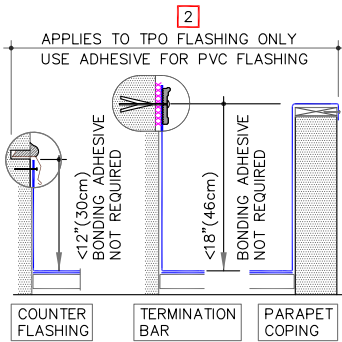 2
APPLIES TO TPO FLASHING ONLY
USE ADHESIVE FOR PVC FLASHING
<12"(30cm)
BONDING ADHESIVE
NOT REQUIRED
<18"(46cm)
BONDING ADHESIVE
NOT REQUIRED
COUNTER
FLASHING
TERMINATION
BAR
PARAPET
COPING